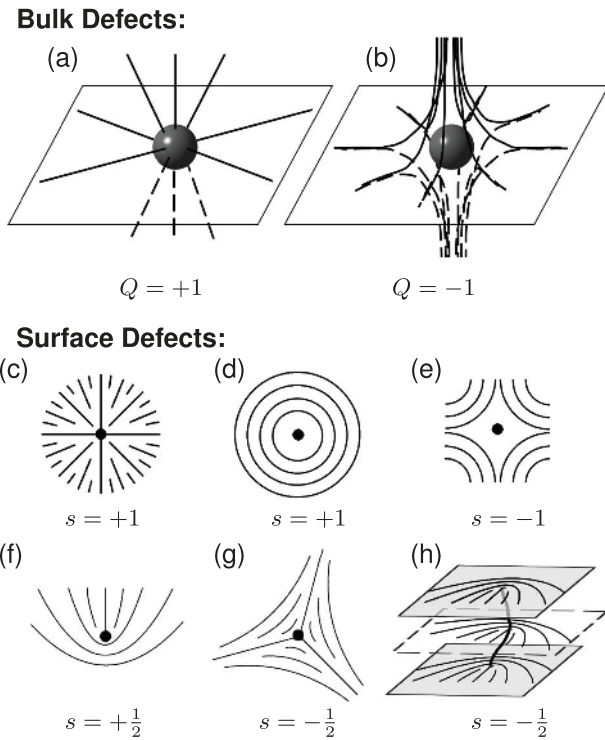 Bulk Defects:
(a) (b)
Q = +1 Q = −1
Surface Defects:
(c) (d) (e)
s = +1 s = +1 s = −1
(f) (g) (h)
s = +½ s = −½ s = −½